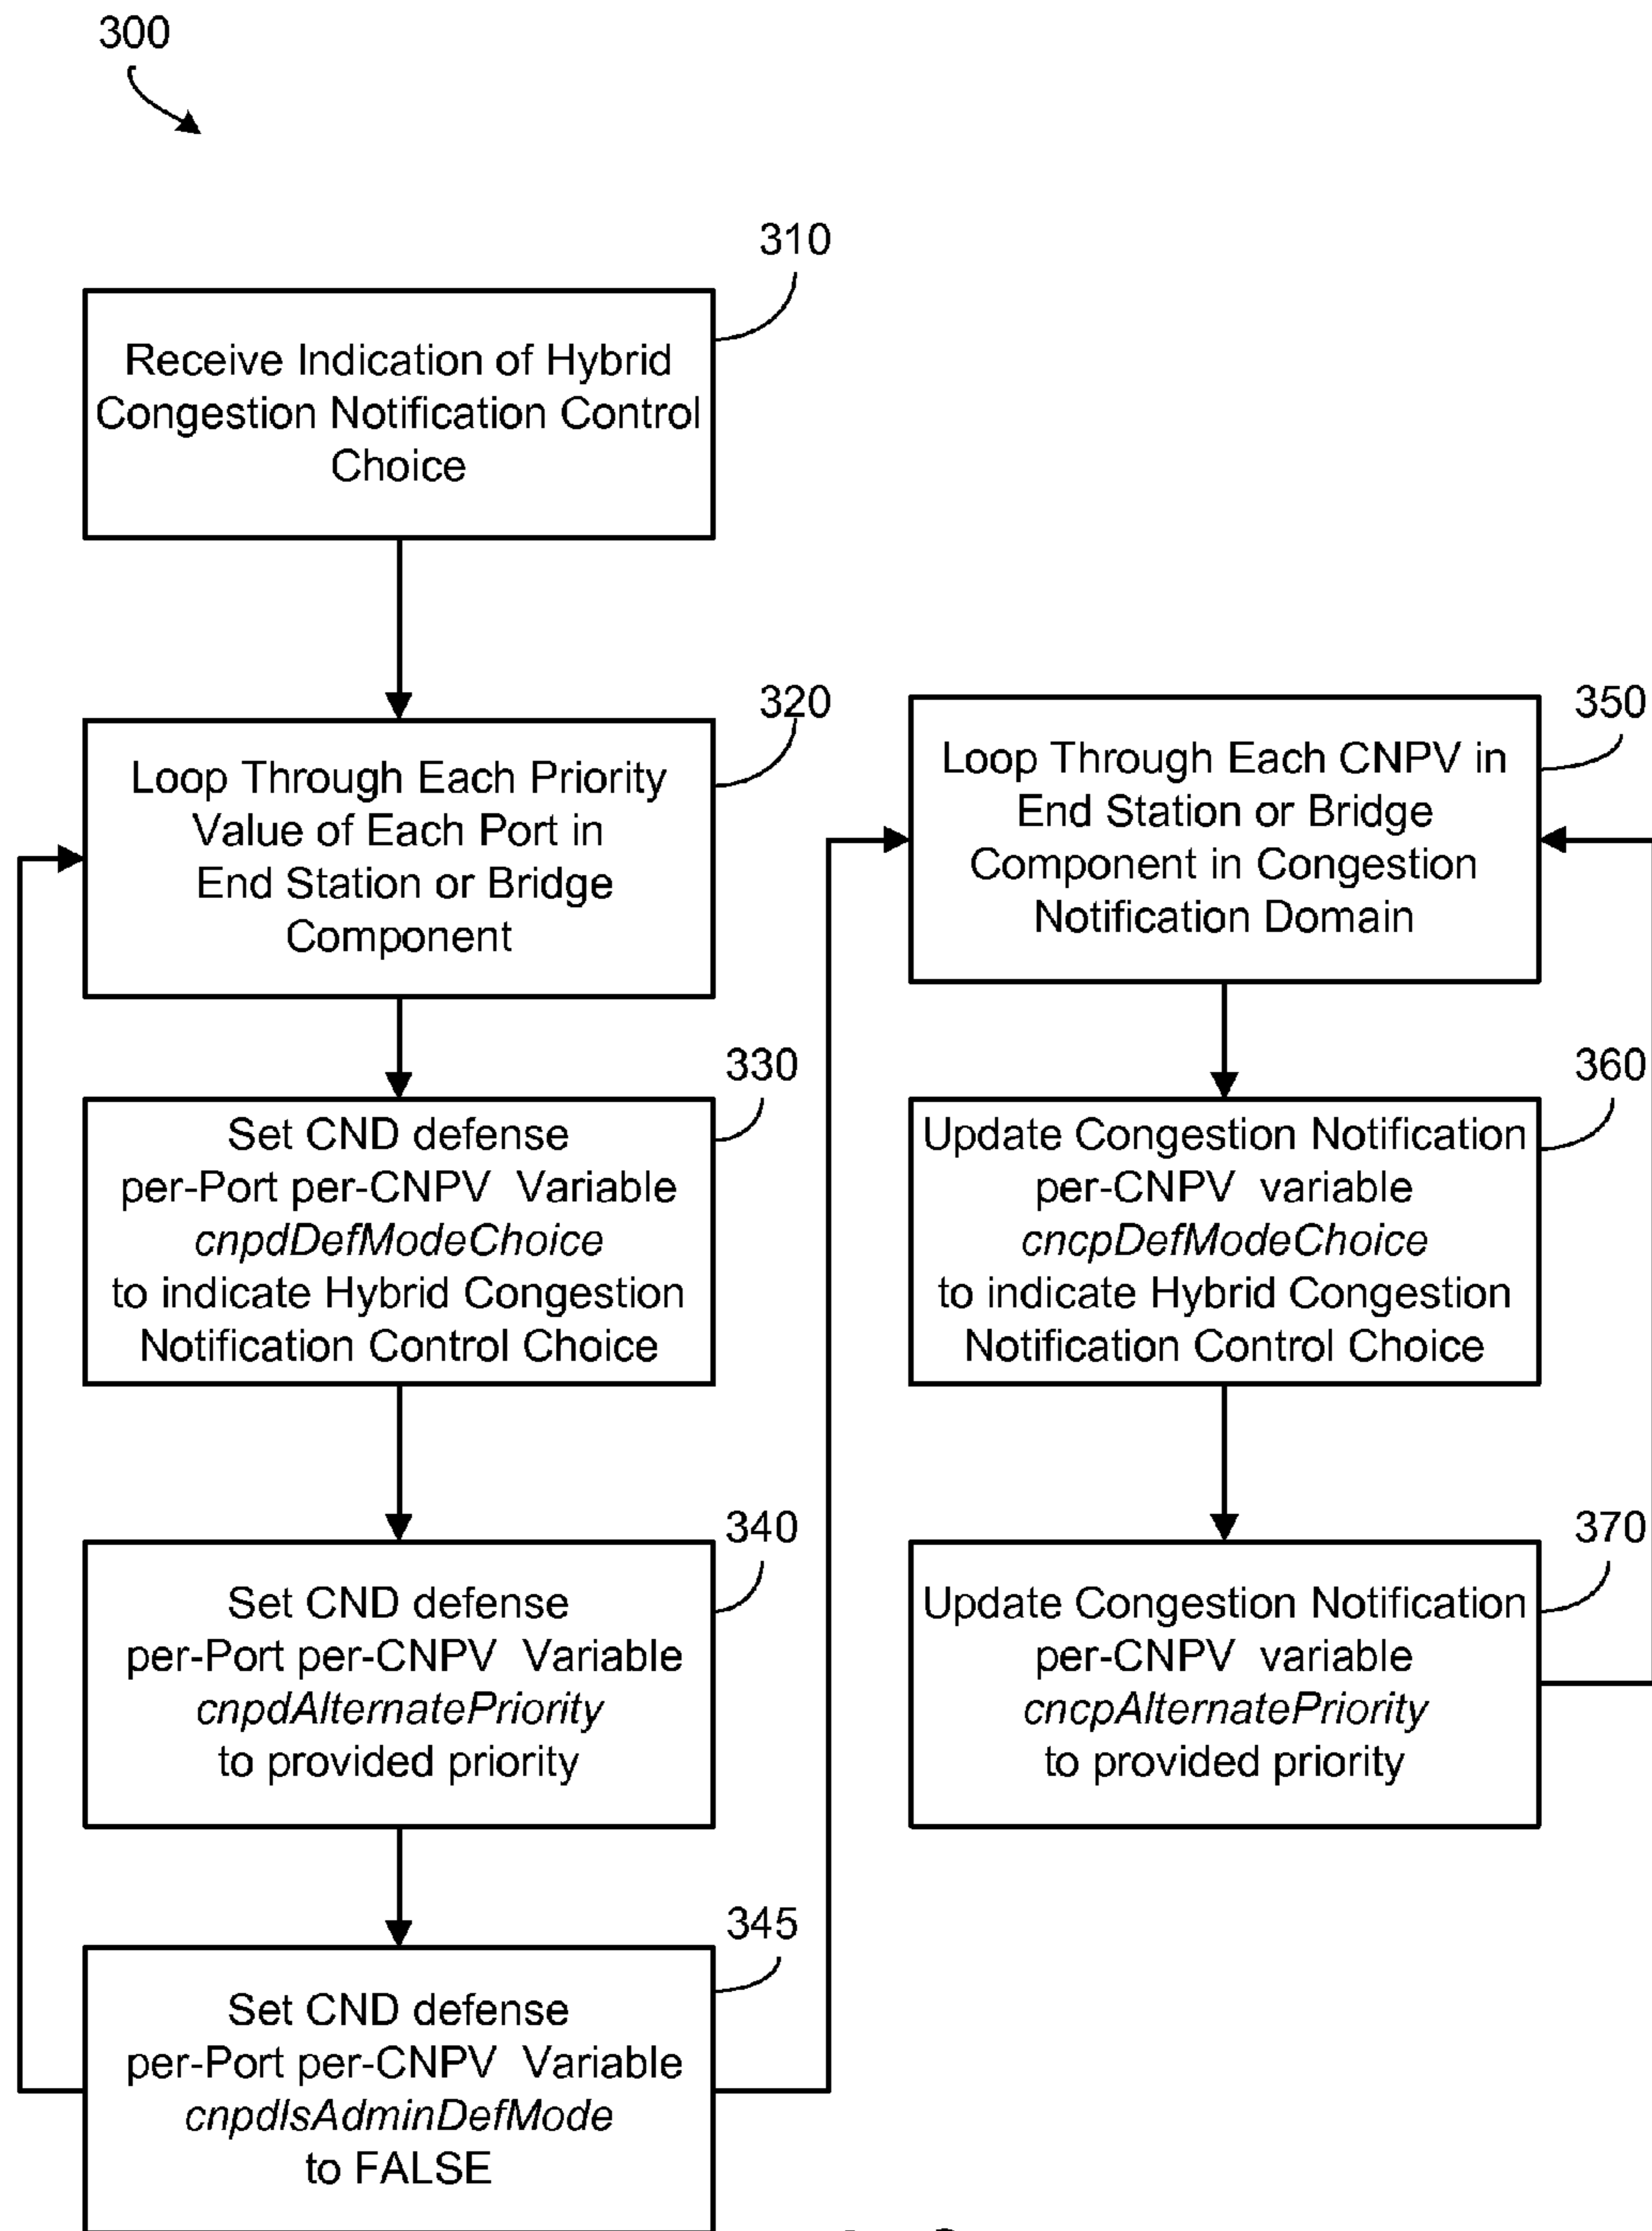 300
310
Receive Indication of Hybrid
Congestion Notification Control
Choice
320
Loop Through Each Priority
Value of Each Port in
End Station or Bridge
Component
330
Set CND defense
per-Port per-CNPV Variable
cnpdDefModeChoice
to indicate Hybrid Congestion
Notification Control Choice
340
Set CND defense
per-Port per-CNPV Variable
cnpdAlternatePriority
to provided priority
345
Set CND defense
per-Port per-CNPV Variable
cnpdIsAdminDefMode
to FALSE
350
Loop Through Each CNPV in
End Station or Bridge
Component in Congestion
Notification Domain
360
Update Congestion Notification
per-CNPV variable
cncpDefModeChoice
to indicate Hybrid Congestion
Notification Control Choice
370
Update Congestion Notification
per-CNPV variable
cncpAlternatePriority
to provided priority